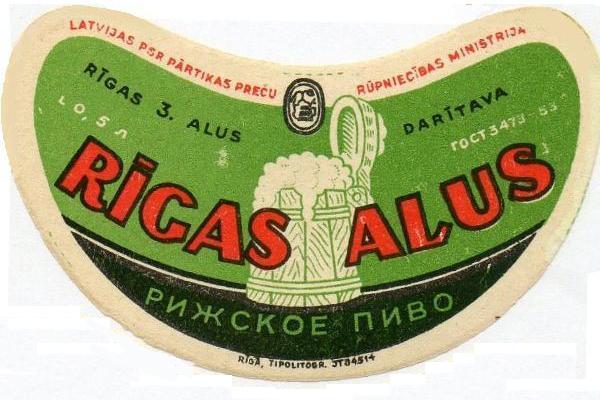 LATVIJAS PSR PĀRTIKAS PREČU RŪPNIECĪBAS MINISTRIJA
RĪGAS 3. ALUS DARĪTAVA
0,5 л
ГОСТ 3473-53
RĪGAS ALUS
РИЖСКОЕ ПИВО
RĪGĀ, TIPOLITOGR. JT04514